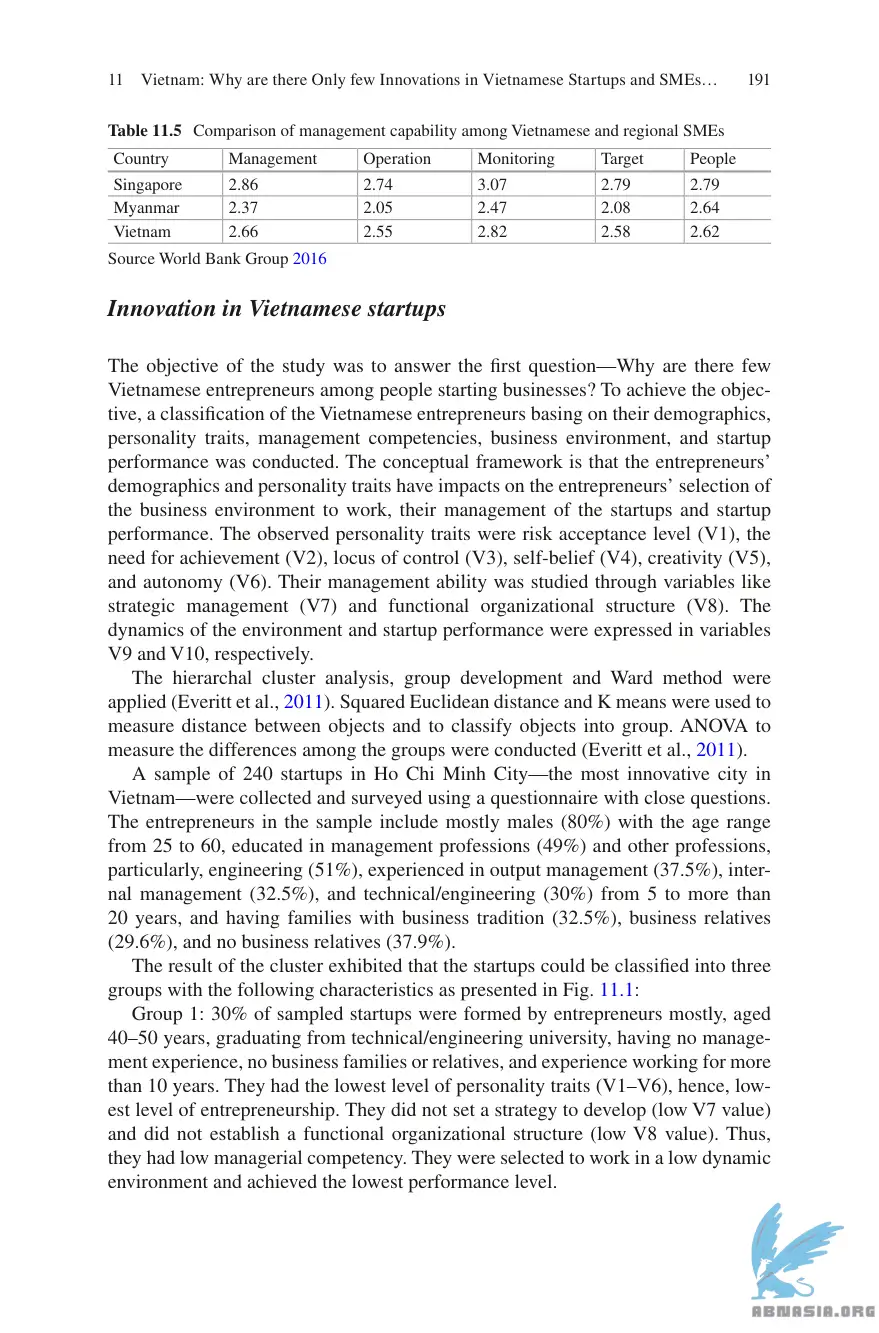 11 Vietnam: Why are there Only few Innovations in Vietnamese Startups and SMEs… 191
Table 11.5 Comparison of management capability among Vietnamese and regional SMEs
Country Management Operation Monitoring Target People
Singapore 2.86 2.74 3.07 2.79 2.79
Myanmar 2.37 2.05 2.47 2.08 2.64
Vietnam 2.66 2.55 2.82 2.58 2.62
Source World Bank Group 2016
Innovation in Vietnamese startups
The objective of the study was to answer the first question—Why are there few
Vietnamese entrepreneurs among people starting businesses? To achieve the objec-
tive, a classification of the Vietnamese entrepreneurs basing on their demographics,
personality traits, management competencies, business environment, and startup
performance was conducted. The conceptual framework is that the entrepreneurs’
demographics and personality traits have impacts on the entrepreneurs’ selection of
the business environment to work, their management of the startups and startup
performance. The observed personality traits were risk acceptance level (V1), the
need for achievement (V2), locus of control (V3), self-belief (V4), creativity (V5),
and autonomy (V6). Their management ability was studied through variables like
strategic management (V7) and functional organizational structure (V8). The
dynamics of the environment and startup performance were expressed in variables
V9 and V10, respectively.
The hierarchal cluster analysis, group development and Ward method were
applied (Everitt et al., 2011). Squared Euclidean distance and K means were used to
measure distance between objects and to classify objects into group. ANOVA to
measure the differences among the groups were conducted (Everitt et al., 2011).
A sample of 240 startups in Ho Chi Minh City—the most innovative city in
Vietnam—were collected and surveyed using a questionnaire with close questions.
The entrepreneurs in the sample include mostly males (80%) with the age range
from 25 to 60, educated in management professions (49%) and other professions,
particularly, engineering (51%), experienced in output management (37.5%), inter-
nal management (32.5%), and technical/engineering (30%) from 5 to more than
20 years, and having families with business tradition (32.5%), business relatives
(29.6%), and no business relatives (37.9%).
The result of the cluster exhibited that the startups could be classified into three
groups with the following characteristics as presented in Fig. 11.1:
Group 1: 30% of sampled startups were formed by entrepreneurs mostly, aged
40–50 years, graduating from technical/engineering university, having no manage-
ment experience, no business families or relatives, and experience working for more
than 10 years. They had the lowest level of personality traits (V1–V6), hence, low-
est level of entrepreneurship. They did not set a strategy to develop (low V7 value)
and did not establish a functional organizational structure (low V8 value). Thus,
they had low managerial competency. They were selected to work in a low dynamic
environment and achieved the lowest performance level.
ABNASIA.ORG